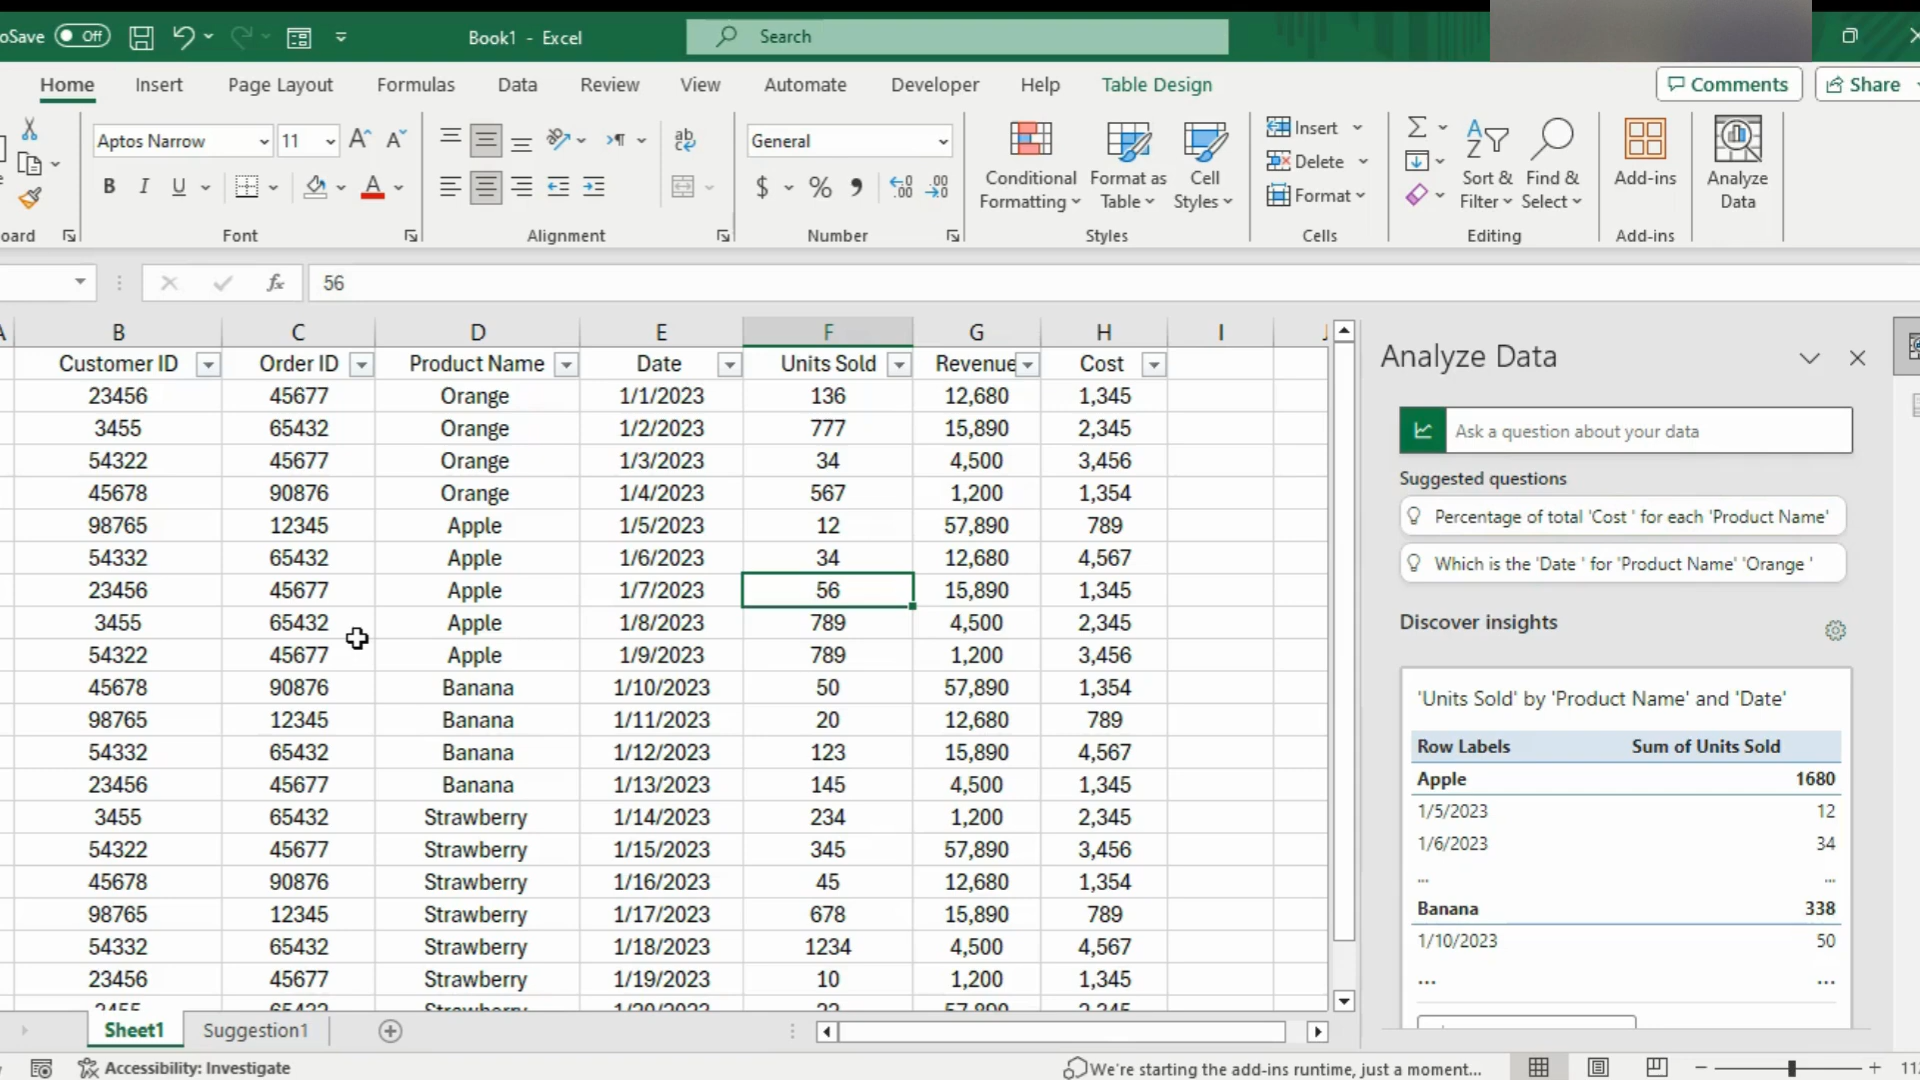 oSave Off Book1 - Excel Search
Home Insert Page Layout Formulas Data Review View Automate Developer Help Table Design Comments Share
Aptos Narrow 11 General
B I U A $ %
Conditional Formatting
Format as Table
Cell Styles
Insert
Delete
Format
Sort & Filter
Find & Select
Add-ins
Analyze Data
oard Font Alignment Number Styles Cells Editing Add-ins
fx 56
A B C D E F G H I J
Customer ID Order ID Product Name Date Units Sold Revenue Cost
23456 45677 Orange 1/1/2023 136 12,680 1,345
3455 65432 Orange 1/2/2023 777 15,890 2,345
54322 45677 Orange 1/3/2023 34 4,500 3,456
45678 90876 Orange 1/4/2023 567 1,200 1,354
98765 12345 Apple 1/5/2023 12 57,890 789
54332 65432 Apple 1/6/2023 34 12,680 4,567
23456 45677 Apple 1/7/2023 56 15,890 1,345
3455 65432 Apple 1/8/2023 789 4,500 2,345
54322 45677 Apple 1/9/2023 789 1,200 3,456
45678 90876 Banana 1/10/2023 50 57,890 1,354
98765 12345 Banana 1/11/2023 20 12,680 789
54332 65432 Banana 1/12/2023 123 15,890 4,567
23456 45677 Banana 1/13/2023 145 4,500 1,345
3455 65432 Strawberry 1/14/2023 234 1,200 2,345
54322 45677 Strawberry 1/15/2023 345 57,890 3,456
45678 90876 Strawberry 1/16/2023 45 12,680 1,354
98765 12345 Strawberry 1/17/2023 678 15,890 789
54332 65432 Strawberry 1/18/2023 1234 4,500 4,567
23456 45677 Strawberry 1/19/2023 10 1,200 1,345
3455 65432 Strawberry 1/20/2023 57,890 2,345
Analyze Data
Ask a question about your data
Suggested questions
Percentage of total 'Cost ' for each 'Product Name'
Which is the 'Date ' for 'Product Name' 'Orange '
Discover insights
'Units Sold' by 'Product Name' and 'Date'
Row Labels Sum of Units Sold
Apple 1680
1/5/2023 12
1/6/2023 34
... ...
Banana 338
1/10/2023 50
... ...
Sheet1 Suggestion1
Accessibility: Investigate We're starting the add-ins runtime, just a moment... 11